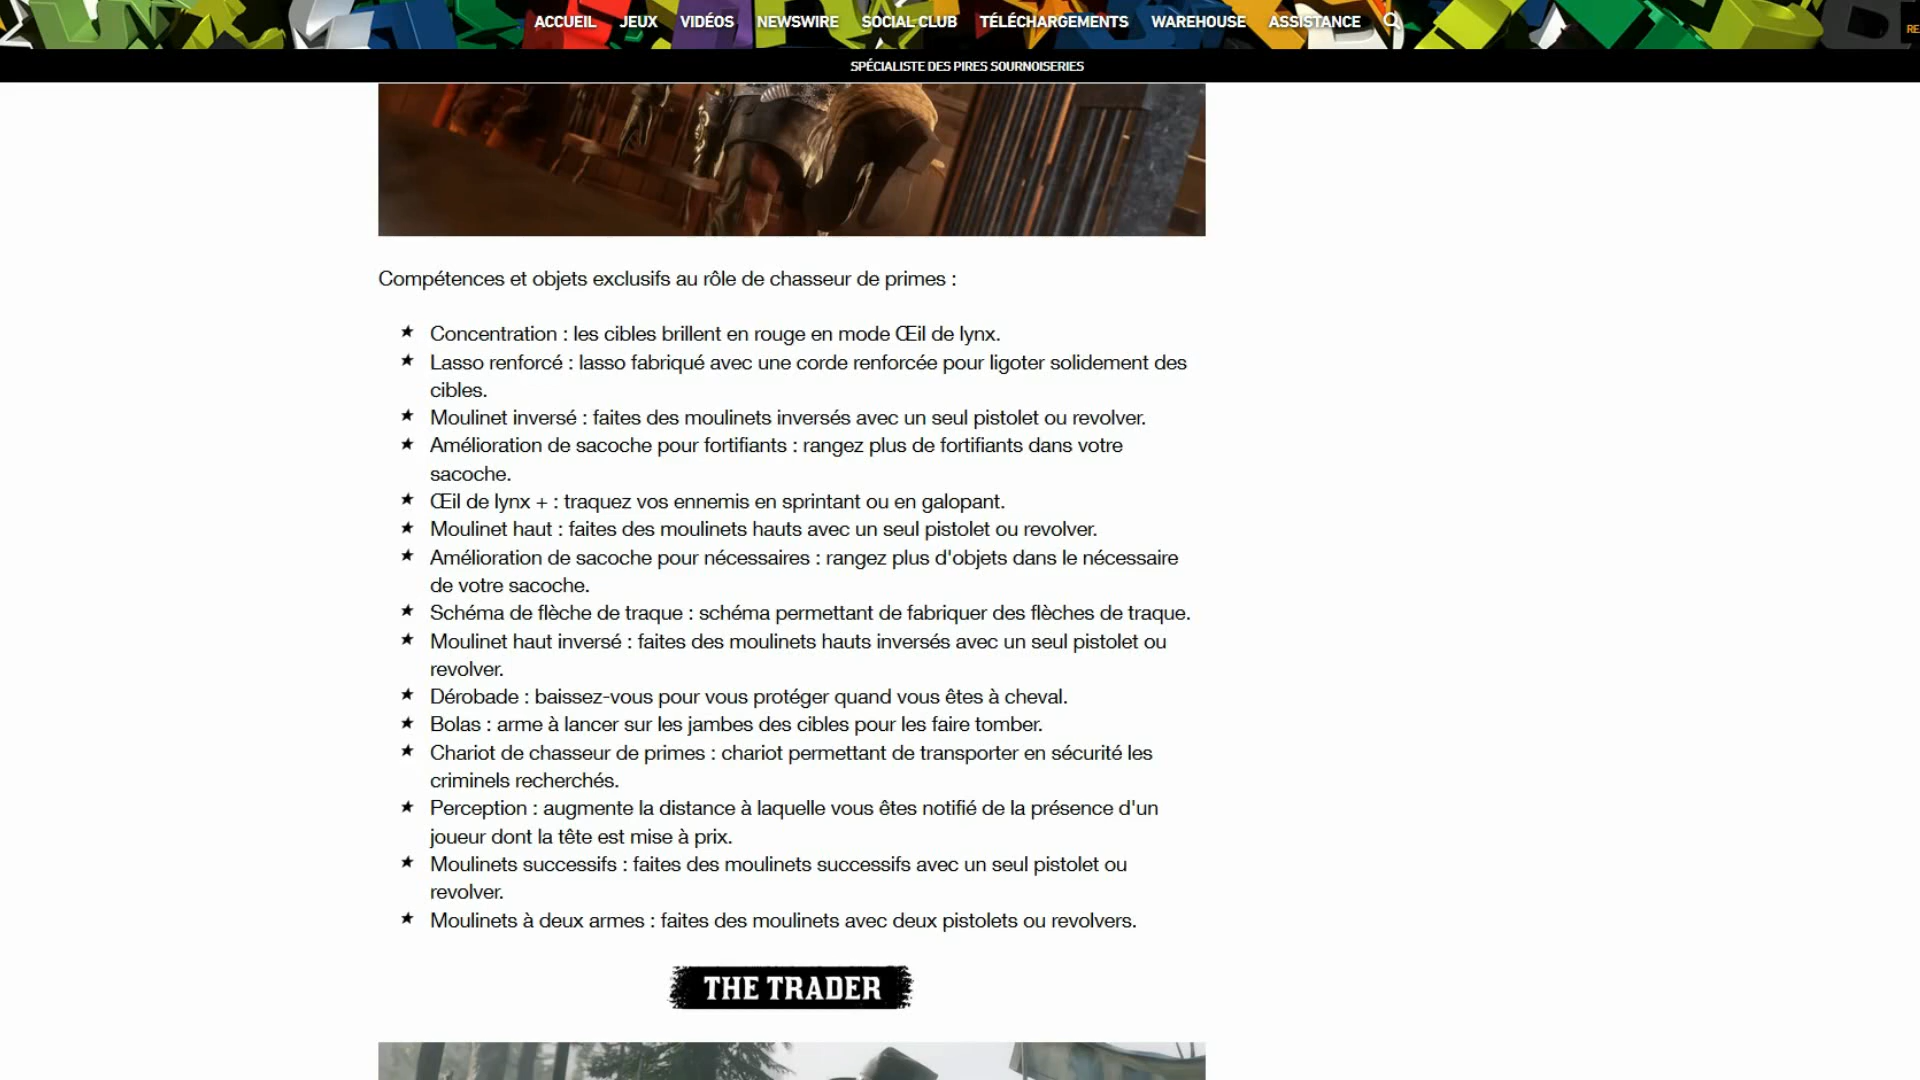 ACCUEIL JEUX VIDÉOS NEWSWIRE SOCIAL CLUB TÉLÉCHARGEMENTS WAREHOUSE ASSISTANCE
RE
SPÉCIALISTE DES PIRES SOURNOISERIES
Compétences et objets exclusifs au rôle de chasseur de primes :
Concentration : les cibles brillent en rouge en mode Œil de lynx.
Lasso renforcé : lasso fabriqué avec une corde renforcée pour ligoter solidement des
cibles.
Moulinet inversé : faites des moulinets inversés avec un seul pistolet ou revolver.
Amélioration de sacoche pour fortifiants : rangez plus de fortifiants dans votre
sacoche.
Œil de lynx + : traquez vos ennemis en sprintant ou en galopant.
Moulinet haut : faites des moulinets hauts avec un seul pistolet ou revolver.
Amélioration de sacoche pour nécessaires : rangez plus d'objets dans le nécessaire
de votre sacoche.
Schéma de flèche de traque : schéma permettant de fabriquer des flèches de traque.
Moulinet haut inversé : faites des moulinets hauts inversés avec un seul pistolet ou
revolver.
Dérobade : baissez-vous pour vous protéger quand vous êtes à cheval.
Bolas : arme à lancer sur les jambes des cibles pour les faire tomber.
Chariot de chasseur de primes : chariot permettant de transporter en sécurité les
criminels recherchés.
Perception : augmente la distance à laquelle vous êtes notifié de la présence d'un
joueur dont la tête est mise à prix.
Moulinets successifs : faites des moulinets successifs avec un seul pistolet ou
revolver.
Moulinets à deux armes : faites des moulinets avec deux pistolets ou revolvers.
THE TRADER